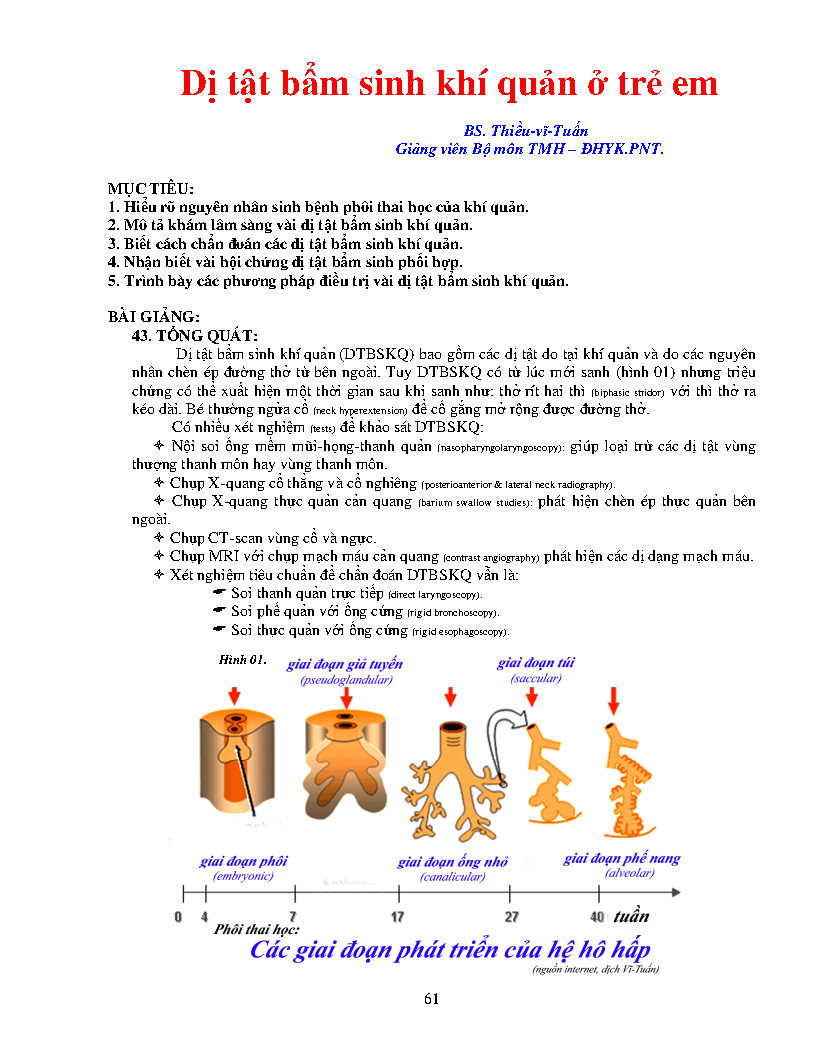 Dị tật bẩm sinh khí quản ở trẻ em
BS. Thiều-vĩ-Tuấn
Giảng viên Bộ môn TMH – ĐHYK.PNT.
MỤC TIÊU:
1. Hiểu rõ nguyên nhân sinh bệnh phôi thai học của khí quản.
2. Mô tả khám lâm sàng vài dị tật bẩm sinh khí quản.
3. Biết cách chẩn đoán các dị tật bẩm sinh khí quản.
4. Nhận biết vài hội chứng dị tật bẩm sinh phối hợp.
5. Trình bày các phương pháp điều trị vài dị tật bẩm sinh khí quản.
BÀI GIẢNG:
43. TỔNG QUÁT:
Dị tật bẩm sinh khí quản (DTBSKQ) bao gồm các dị tật do tại khí quản và do các nguyên
nhân chèn ép đường thở từ bên ngoài. Tuy DTBSKQ có từ lúc mới sanh (hình 01) nhưng triệu
chứng có thể xuất hiện một thời gian sau khi sanh như: thở rít hai thì (biphasic stridor) với thì thở ra
kéo dài. Bé thường ngửa cổ (neck hyperextension) để cố gắng mở rộng được đường thở.
Có nhiều xét nghiệm (tests) để khảo sát DTBSKQ:
✧ Nội soi ống mềm mũi-họng-thanh quản (nasopharyngolaryngoscopy): giúp loại trừ các dị tật vùng
thượng thanh môn hay vùng thanh môn.
✧ Chụp X-quang cổ thẳng và cổ nghiêng (posterioanterior & lateral neck radiography).
✧ Chụp X-quang thực quản cản quang (barium swallow studies): phát hiện chèn ép thực quản bên
ngoài.
✧ Chụp CT-scan vùng cổ và ngực.
✧ Chụp MRI với chụp mạch máu cản quang (contrast angiography) phát hiện các dị dạng mạch máu.
✧ Xét nghiệm tiêu chuẩn để chẩn đoán DTBSKQ vẫn là:
☛ Soi thanh quản trực tiếp (direct laryngoscopy).
☛ Soi phế quản với ống cứng (rigid bronchoscopy).
☛ Soi thực quản với ống cứng (rigid esophagoscopy).
Hình 01. giai đoạn giả tuyến giai đoạn túi
(pseudoglandular) (saccular)
giai đoạn phôi giai đoạn ống nhỏ giai đoạn phế nang
(embryonic) (canalicular) (alveolar)
0 4 7 17 27 40 tuần
Phôi thai học:
Các giai đoạn phát triển của hệ hô hấp
(nguồn internet, dịch Vĩ-Tuấn)
61